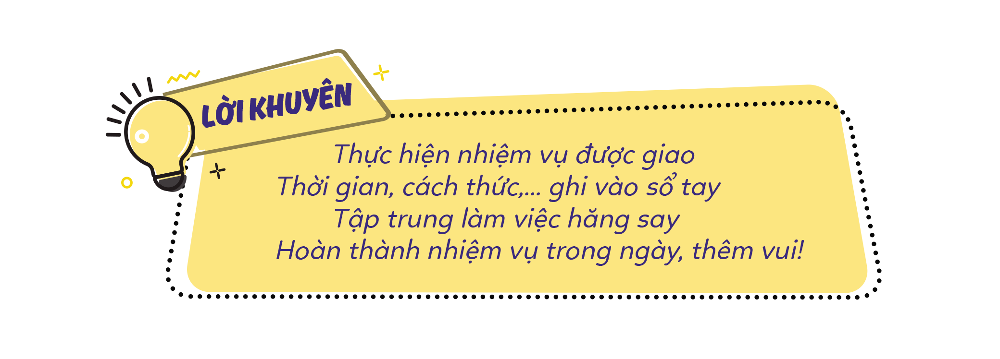 LỜI KHUYÊN
Thực hiện nhiệm vụ được giao
Thời gian, cách thức,... ghi vào sổ tay
Tập trung làm việc hăng say
Hoàn thành nhiệm vụ trong ngày, thêm vui!